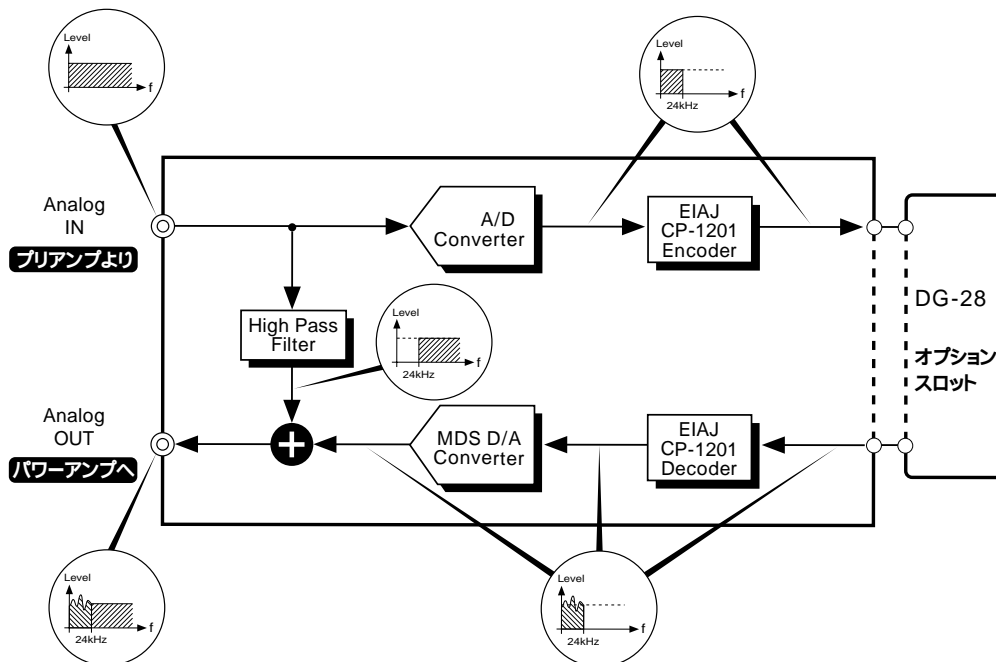 Level
f
Level
f
24kHz
Analog
IN
プリアンプより
A/D
Converter
EIAJ
CP-1201
Encoder
DG-28
オプション
スロット
High Pass
Filter
Level
f
24kHz
Analog
OUT
パワーアンプへ
+
MDS D/A
Converter
EIAJ
CP-1201
Decoder
Level
f
24kHz
Level
f
24kHz